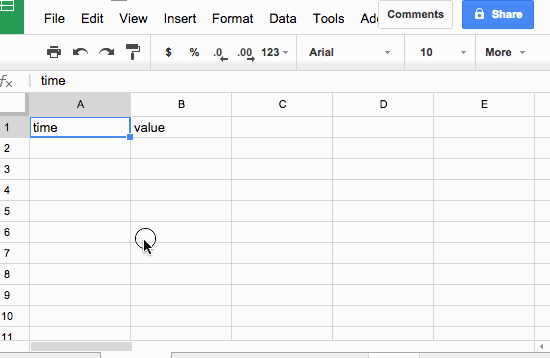 File Edit View Insert Format Data Tools Ad Comments Share
$ % .0 .00 123 Arial 10 More
fx time
A B C D E
1 time value
2
3
4
5
6
7
8
9
10
11